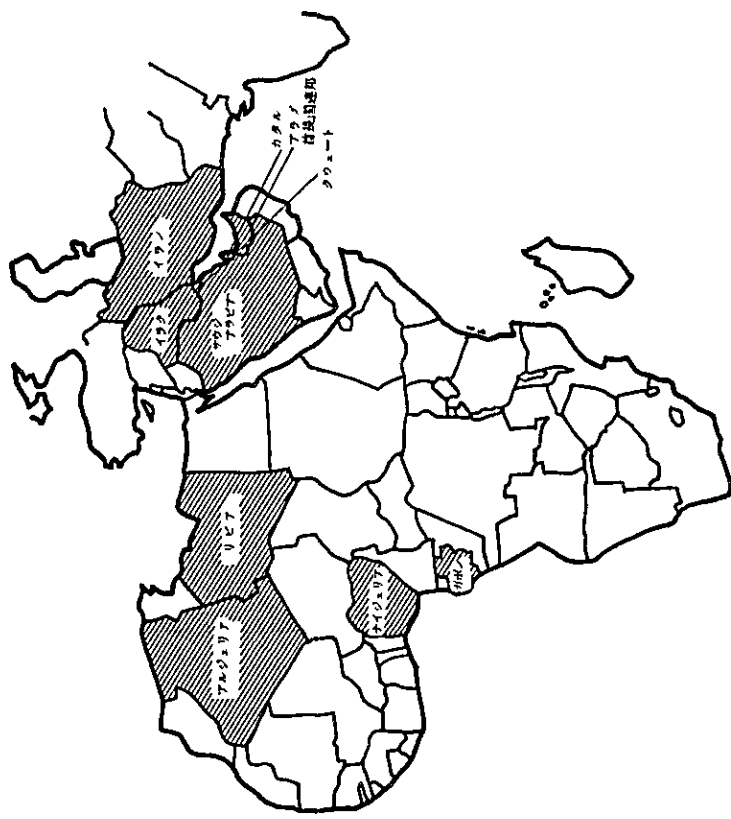 カタル
アラブ
首長国連邦
クウェート
イラン
イラク
サウジ
アラビア
リビア
アルジェリア
ナイジェリア
ガボン